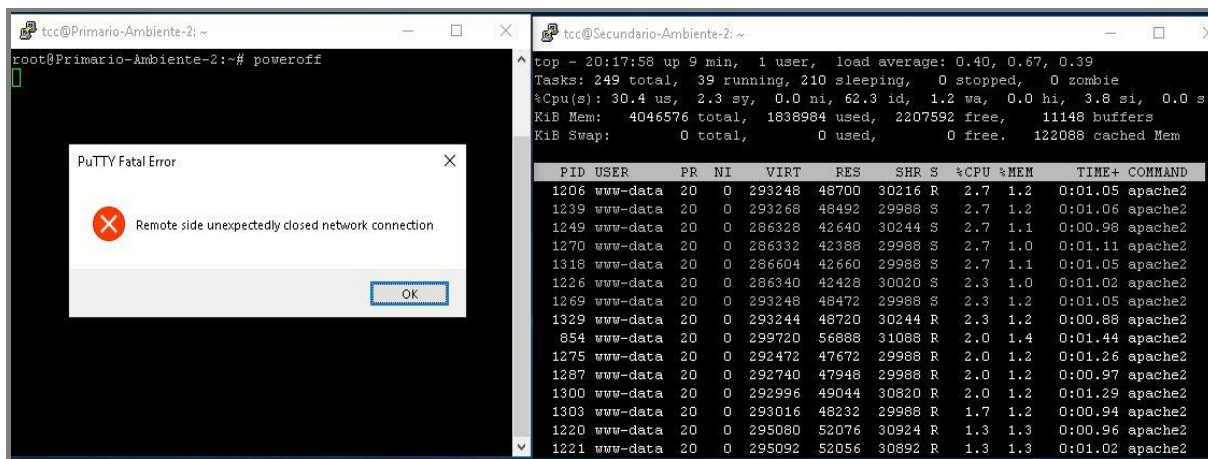 tcc@Primario-Ambiente-2: ~
root@Primario-Ambiente-2:~# poweroff
PuTTY Fatal Error
Remote side unexpectedly closed network connection
OK
tcc@Secundario-Ambiente-2: ~
top - 20:17:58 up 9 min, 1 user, load average: 0.40, 0.67, 0.39
Tasks: 249 total, 39 running, 210 sleeping, 0 stopped, 0 zombie
%Cpu(s): 30.4 us, 2.3 sy, 0.0 ni, 62.3 id, 1.2 wa, 0.0 hi, 3.8 si, 0.0 s
KiB Mem: 4046576 total, 1838984 used, 2207592 free, 11148 buffers
KiB Swap: 0 total, 0 used, 0 free. 122088 cached Mem
PID USER PR NI VIRT RES SHR S %CPU %MEM TIME+ COMMAND
1206 www-data 20 0 293248 48700 30216 R 2.7 1.2 0:01.05 apache2
1239 www-data 20 0 293268 48492 29988 S 2.7 1.2 0:01.06 apache2
1249 www-data 20 0 286328 42640 30244 S 2.7 1.1 0:00.98 apache2
1270 www-data 20 0 286332 42388 29988 S 2.7 1.0 0:01.11 apache2
1318 www-data 20 0 286604 42660 29988 S 2.7 1.1 0:01.05 apache2
1226 www-data 20 0 286340 42428 30020 S 2.3 1.0 0:01.02 apache2
1269 www-data 20 0 293248 48472 29988 S 2.3 1.2 0:01.05 apache2
1329 www-data 20 0 293244 48720 30244 R 2.3 1.2 0:00.88 apache2
854 www-data 20 0 299720 56888 31088 R 2.0 1.4 0:01.44 apache2
1275 www-data 20 0 292472 47672 29988 R 2.0 1.2 0:01.26 apache2
1287 www-data 20 0 292740 47948 29988 R 2.0 1.2 0:00.97 apache2
1300 www-data 20 0 292996 49044 30820 R 2.0 1.2 0:01.29 apache2
1303 www-data 20 0 293016 48232 29988 R 1.7 1.2 0:00.94 apache2
1220 www-data 20 0 295080 52076 30924 R 1.3 1.3 0:00.96 apache2
1221 www-data 20 0 295092 52056 30892 R 1.3 1.3 0:01.02 apache2